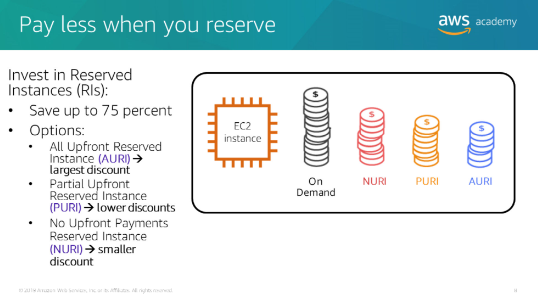 Pay less when you reserve
aws academy
Invest in Reserved
Instances (RIs):
• Save up to 75 percent
• Options:
• All Upfront Reserved
Instance (AURI) →
largest discount
• Partial Upfront
Reserved Instance
(PURI) → lower discounts
• No Upfront Payments
Reserved Instance
(NURI) → smaller
discount
EC2
instance
$
$
$
$
On
Demand
NURI
PURI
AURI
© 2019 Amazon Web Services, Inc. or its Affiliates. All rights reserved.